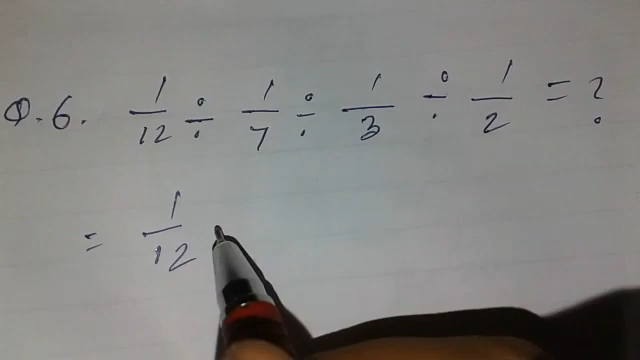 Q.6. 1/12 ÷ 1/7 ÷ 1/3 ÷ 1/2 = ?
= 1/12